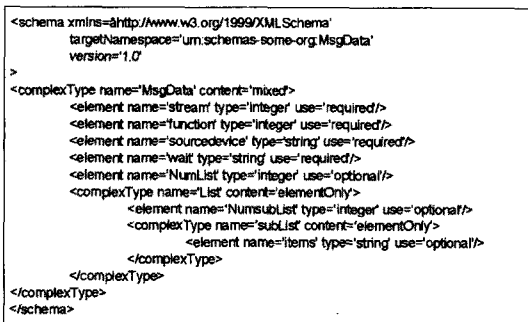 <schema xmlns=âhttp://www.w3.org/1999/XMLSchema'
targetNamespace='urn:schemas-some-org:MsgData'
version='1.0'
>
<complexType name='MsgData' content='mixed'>
<element name='stream' type='integer' use='required'/>
<element name='function' type='integer' use='required'/>
<element name='sourcedevice' type='string' use='required'/>
<element name='wait' type='string' use='required'/>
<element name='NumList' type='integer' use='optional'/>
<complexType name='List' content='elementOnly'>
<element name='NumsubList' type='integer' use='optional'/>
<complexType name='subList' content='elementOnly'>
<element name='items' type='string' use='optional'/>
</complexType>
</complexType>
</complexType>
</schema>